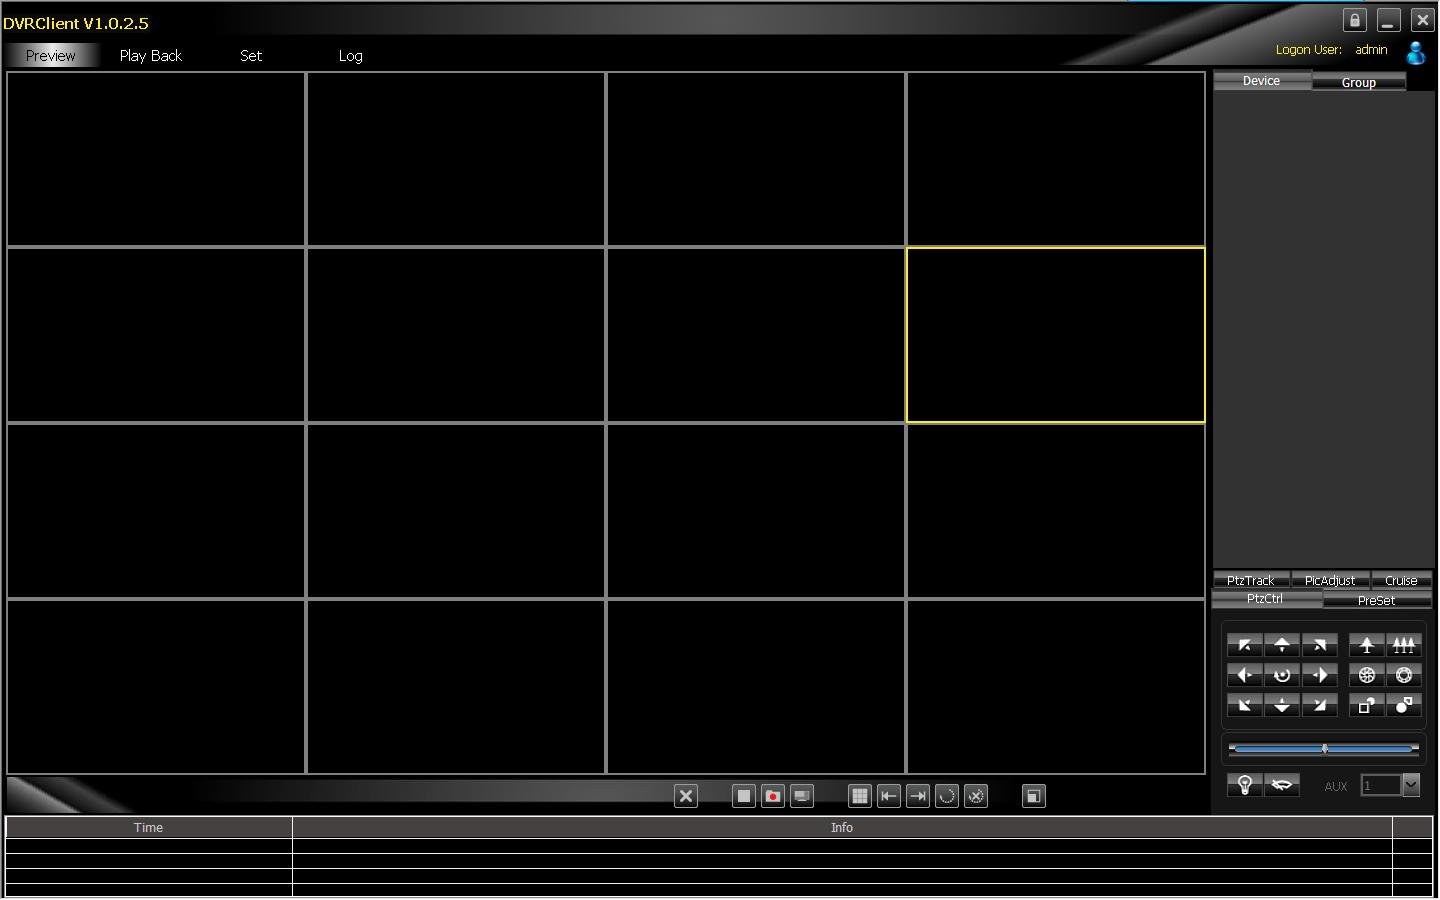 DVRClient V1.0.2.5
Preview Play Back Set Log
Logon User: admin
Device Group
PtzTrack PicAdjust Cruise
PtzCtrl PreSet
AUX 1
Time Info